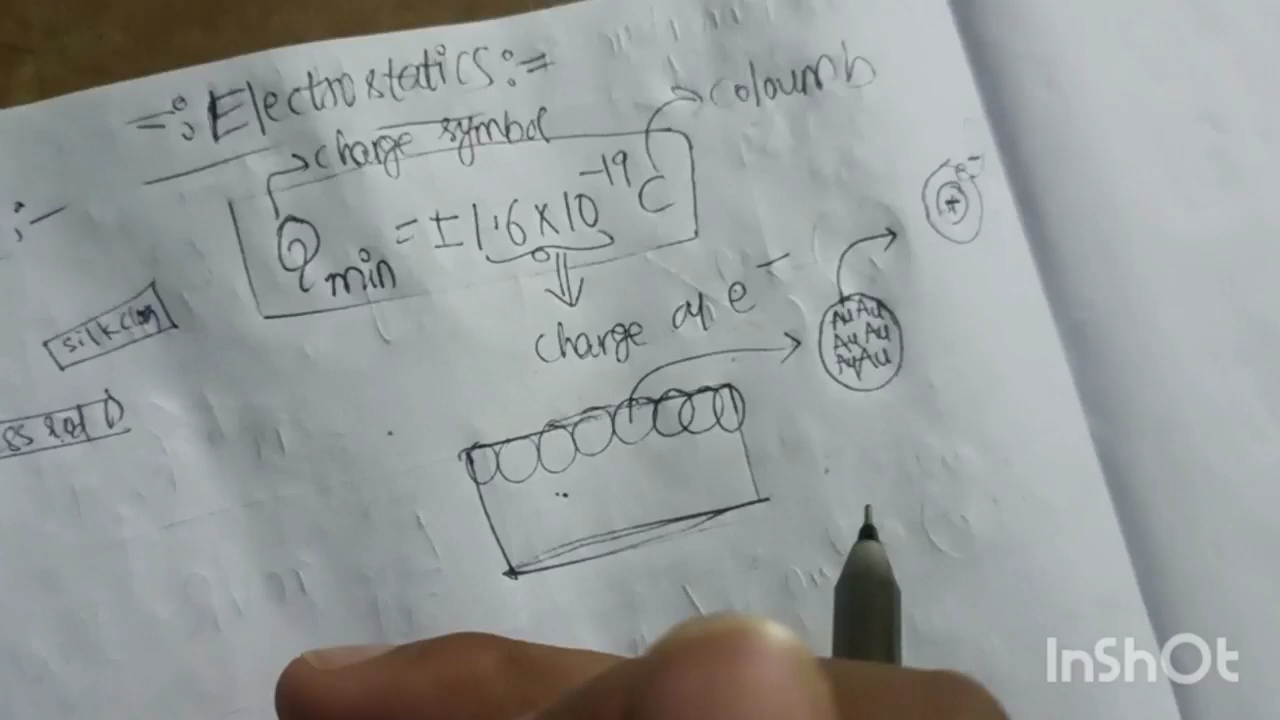 =: Electrostatics :=
charge symbol
coloumb
:-
Qmin = ±1.6×10⁻¹⁹ C
e-
+
charge of e⁻
silk
Au Au
Au Au
Au Au
InShOt